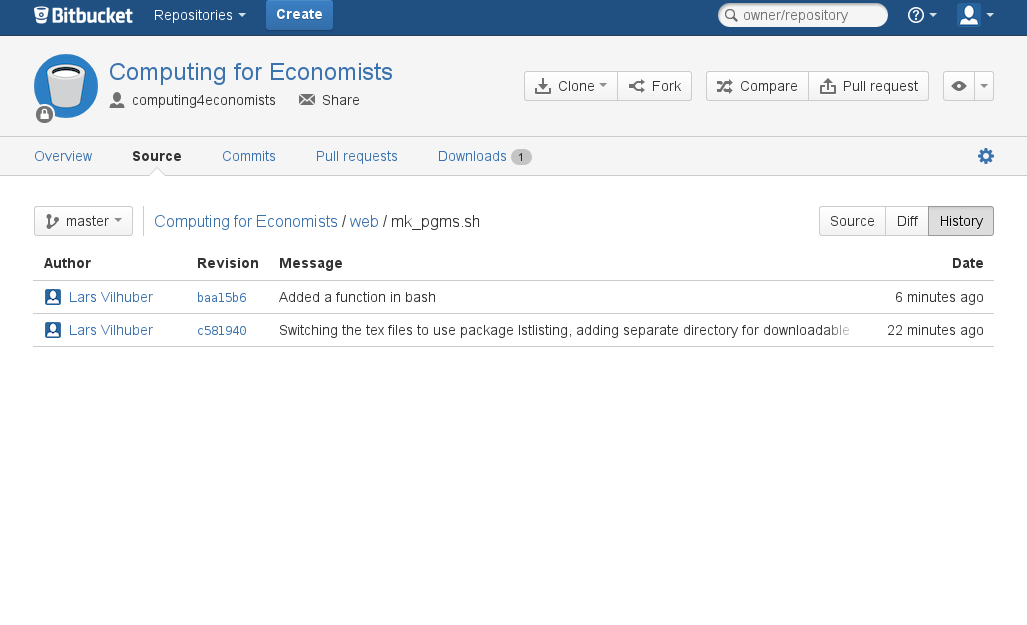 Bitbucket Repositories Create owner/repository
Computing for Economists
computing4economists Share
Clone Fork Compare Pull request
Overview Source Commits Pull requests Downloads 1
master Computing for Economists / web / mk_pgms.sh Source Diff History
Author Revision Message Date
Lars Vilhuber baa15b6 Added a function in bash 6 minutes ago
Lars Vilhuber c581940 Switching the tex files to use package lstlisting, adding separate directory for downloadable 22 minutes ago